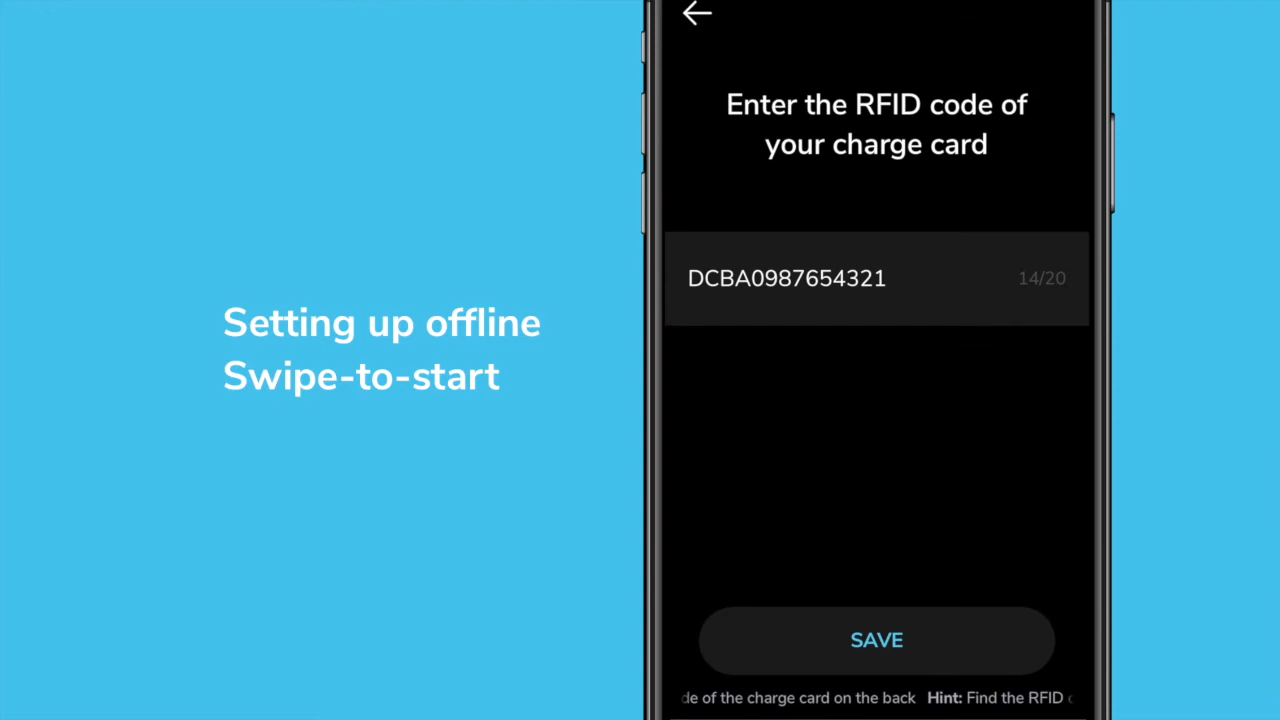 Enter the RFID code of
your charge card
DCBA0987654321 14/20
Setting up offline
Swipe-to-start
SAVE
de of the charge card on the back Hint: Find the RFID